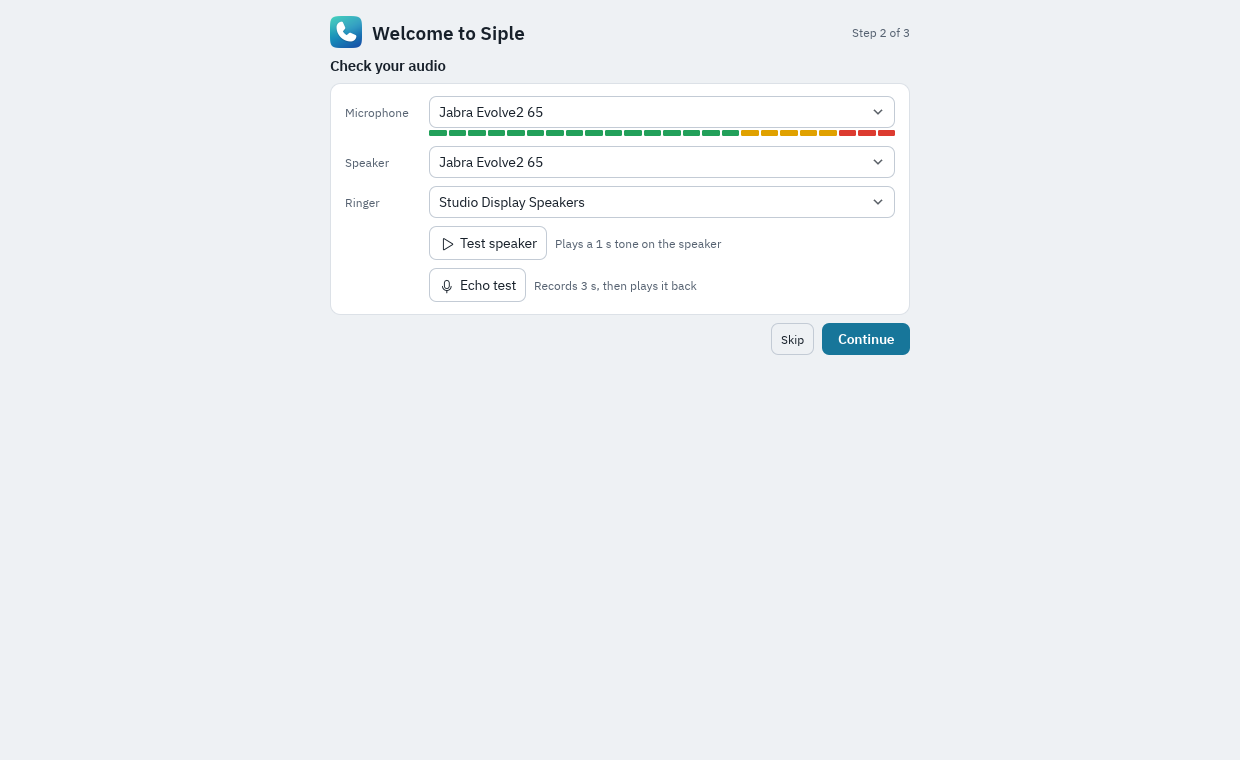 Welcome to Siple
Step 2 of 3
Check your audio
Microphone
Jabra Evolve2 65
Speaker
Jabra Evolve2 65
Ringer
Studio Display Speakers
Test speaker
Plays a 1 s tone on the speaker
Echo test
Records 3 s, then plays it back
Skip
Continue